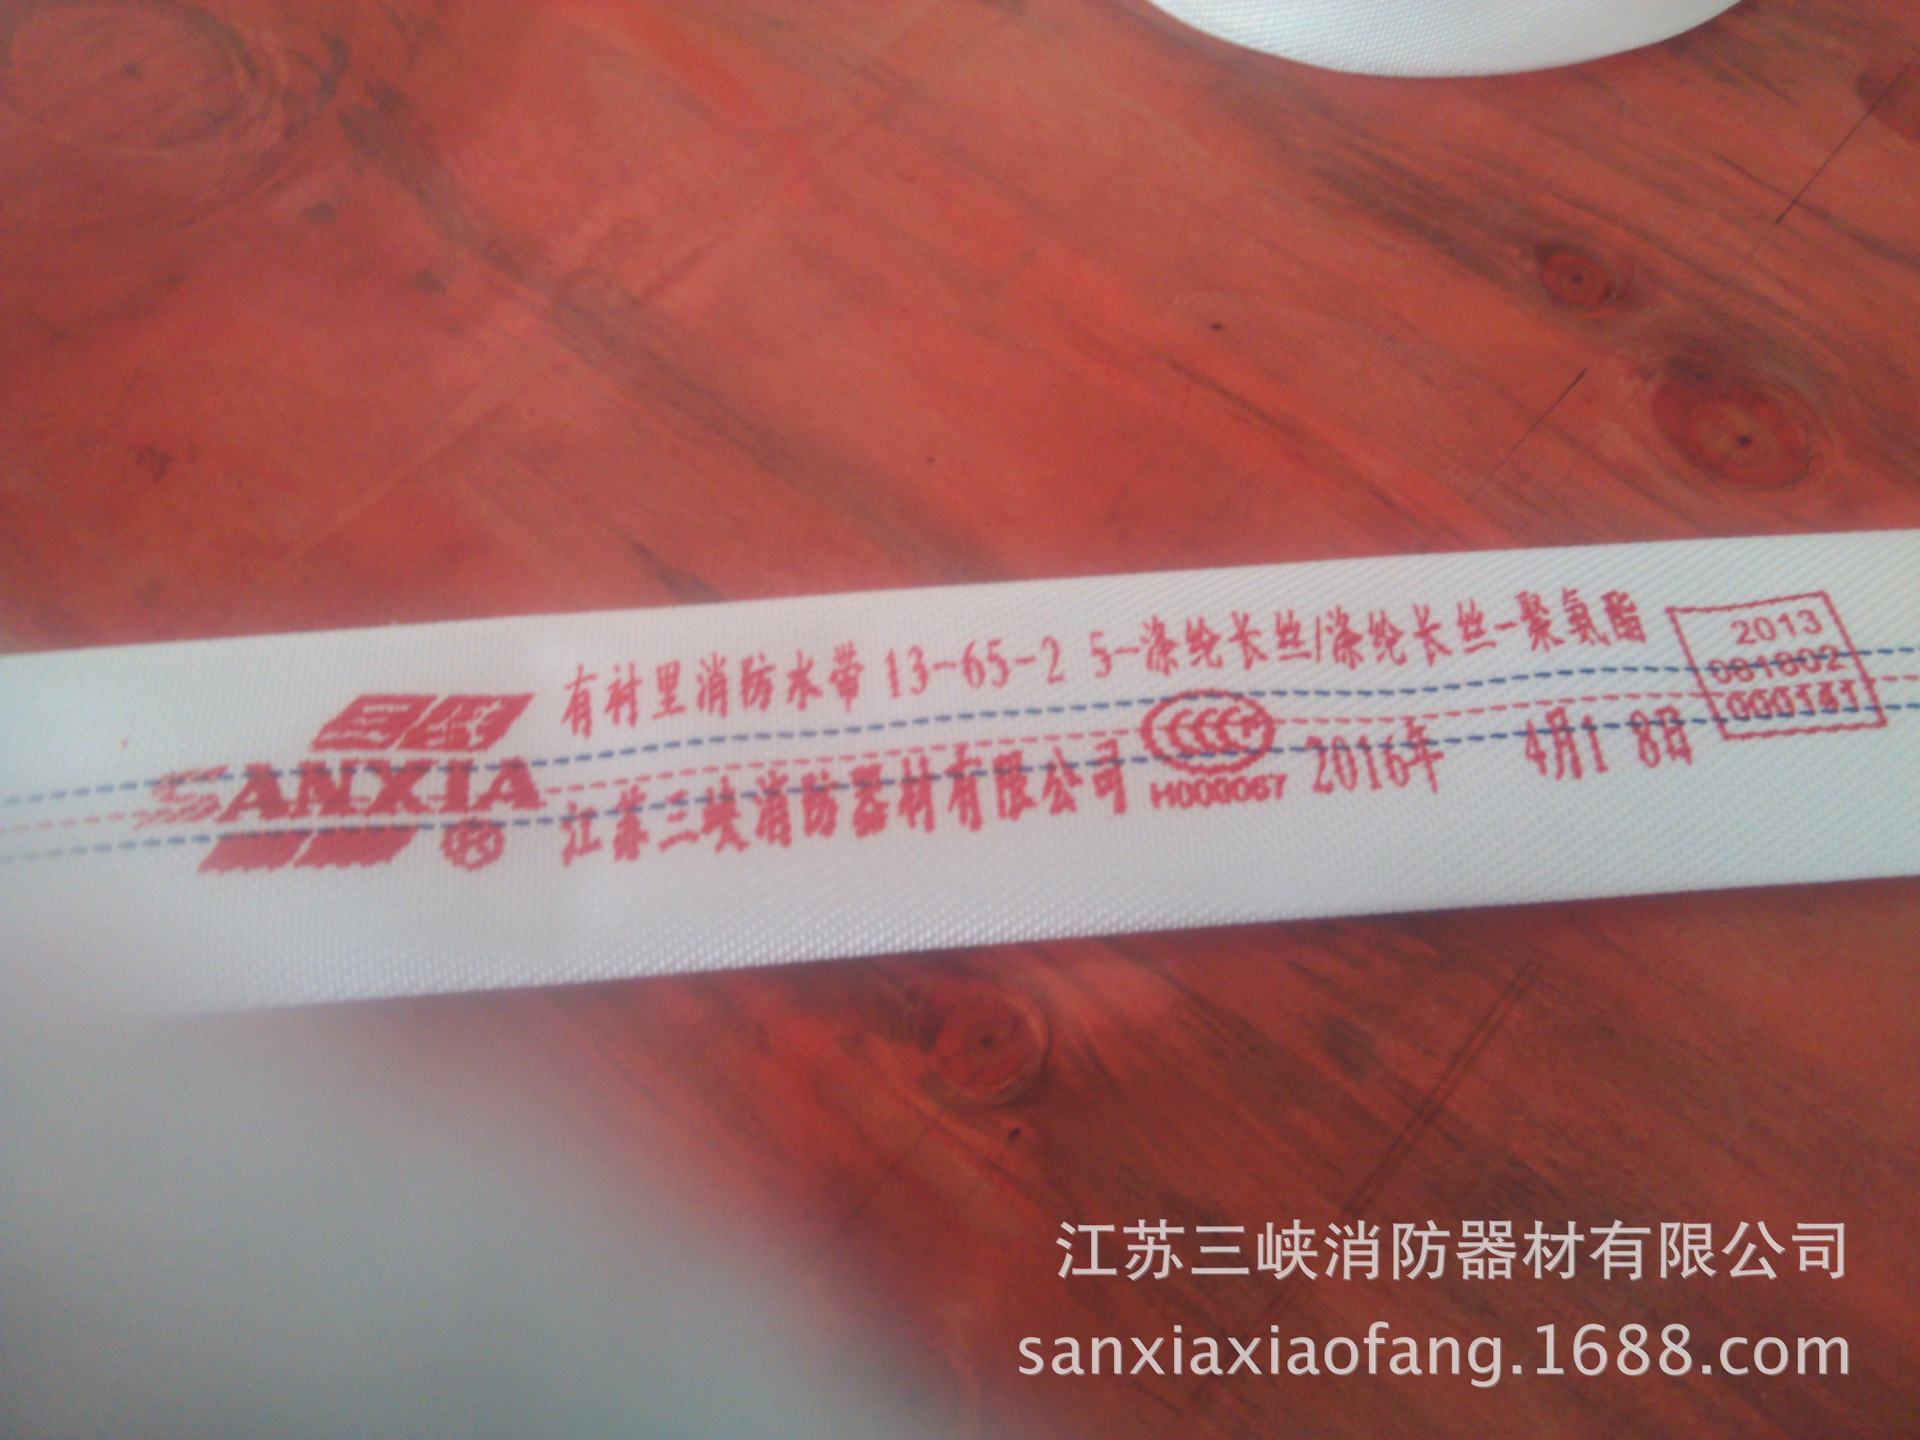 三峡
SANXIA
®
有衬里消防水带 13-65-2 5-涤纶长丝/涤纶长丝-聚氨酯
江苏三峡消防器材有限公司
H000067
2016年 4月1 8日
2013
081802
000141
江苏三峡消防器材有限公司
sanxiaxiaofang.1688.com